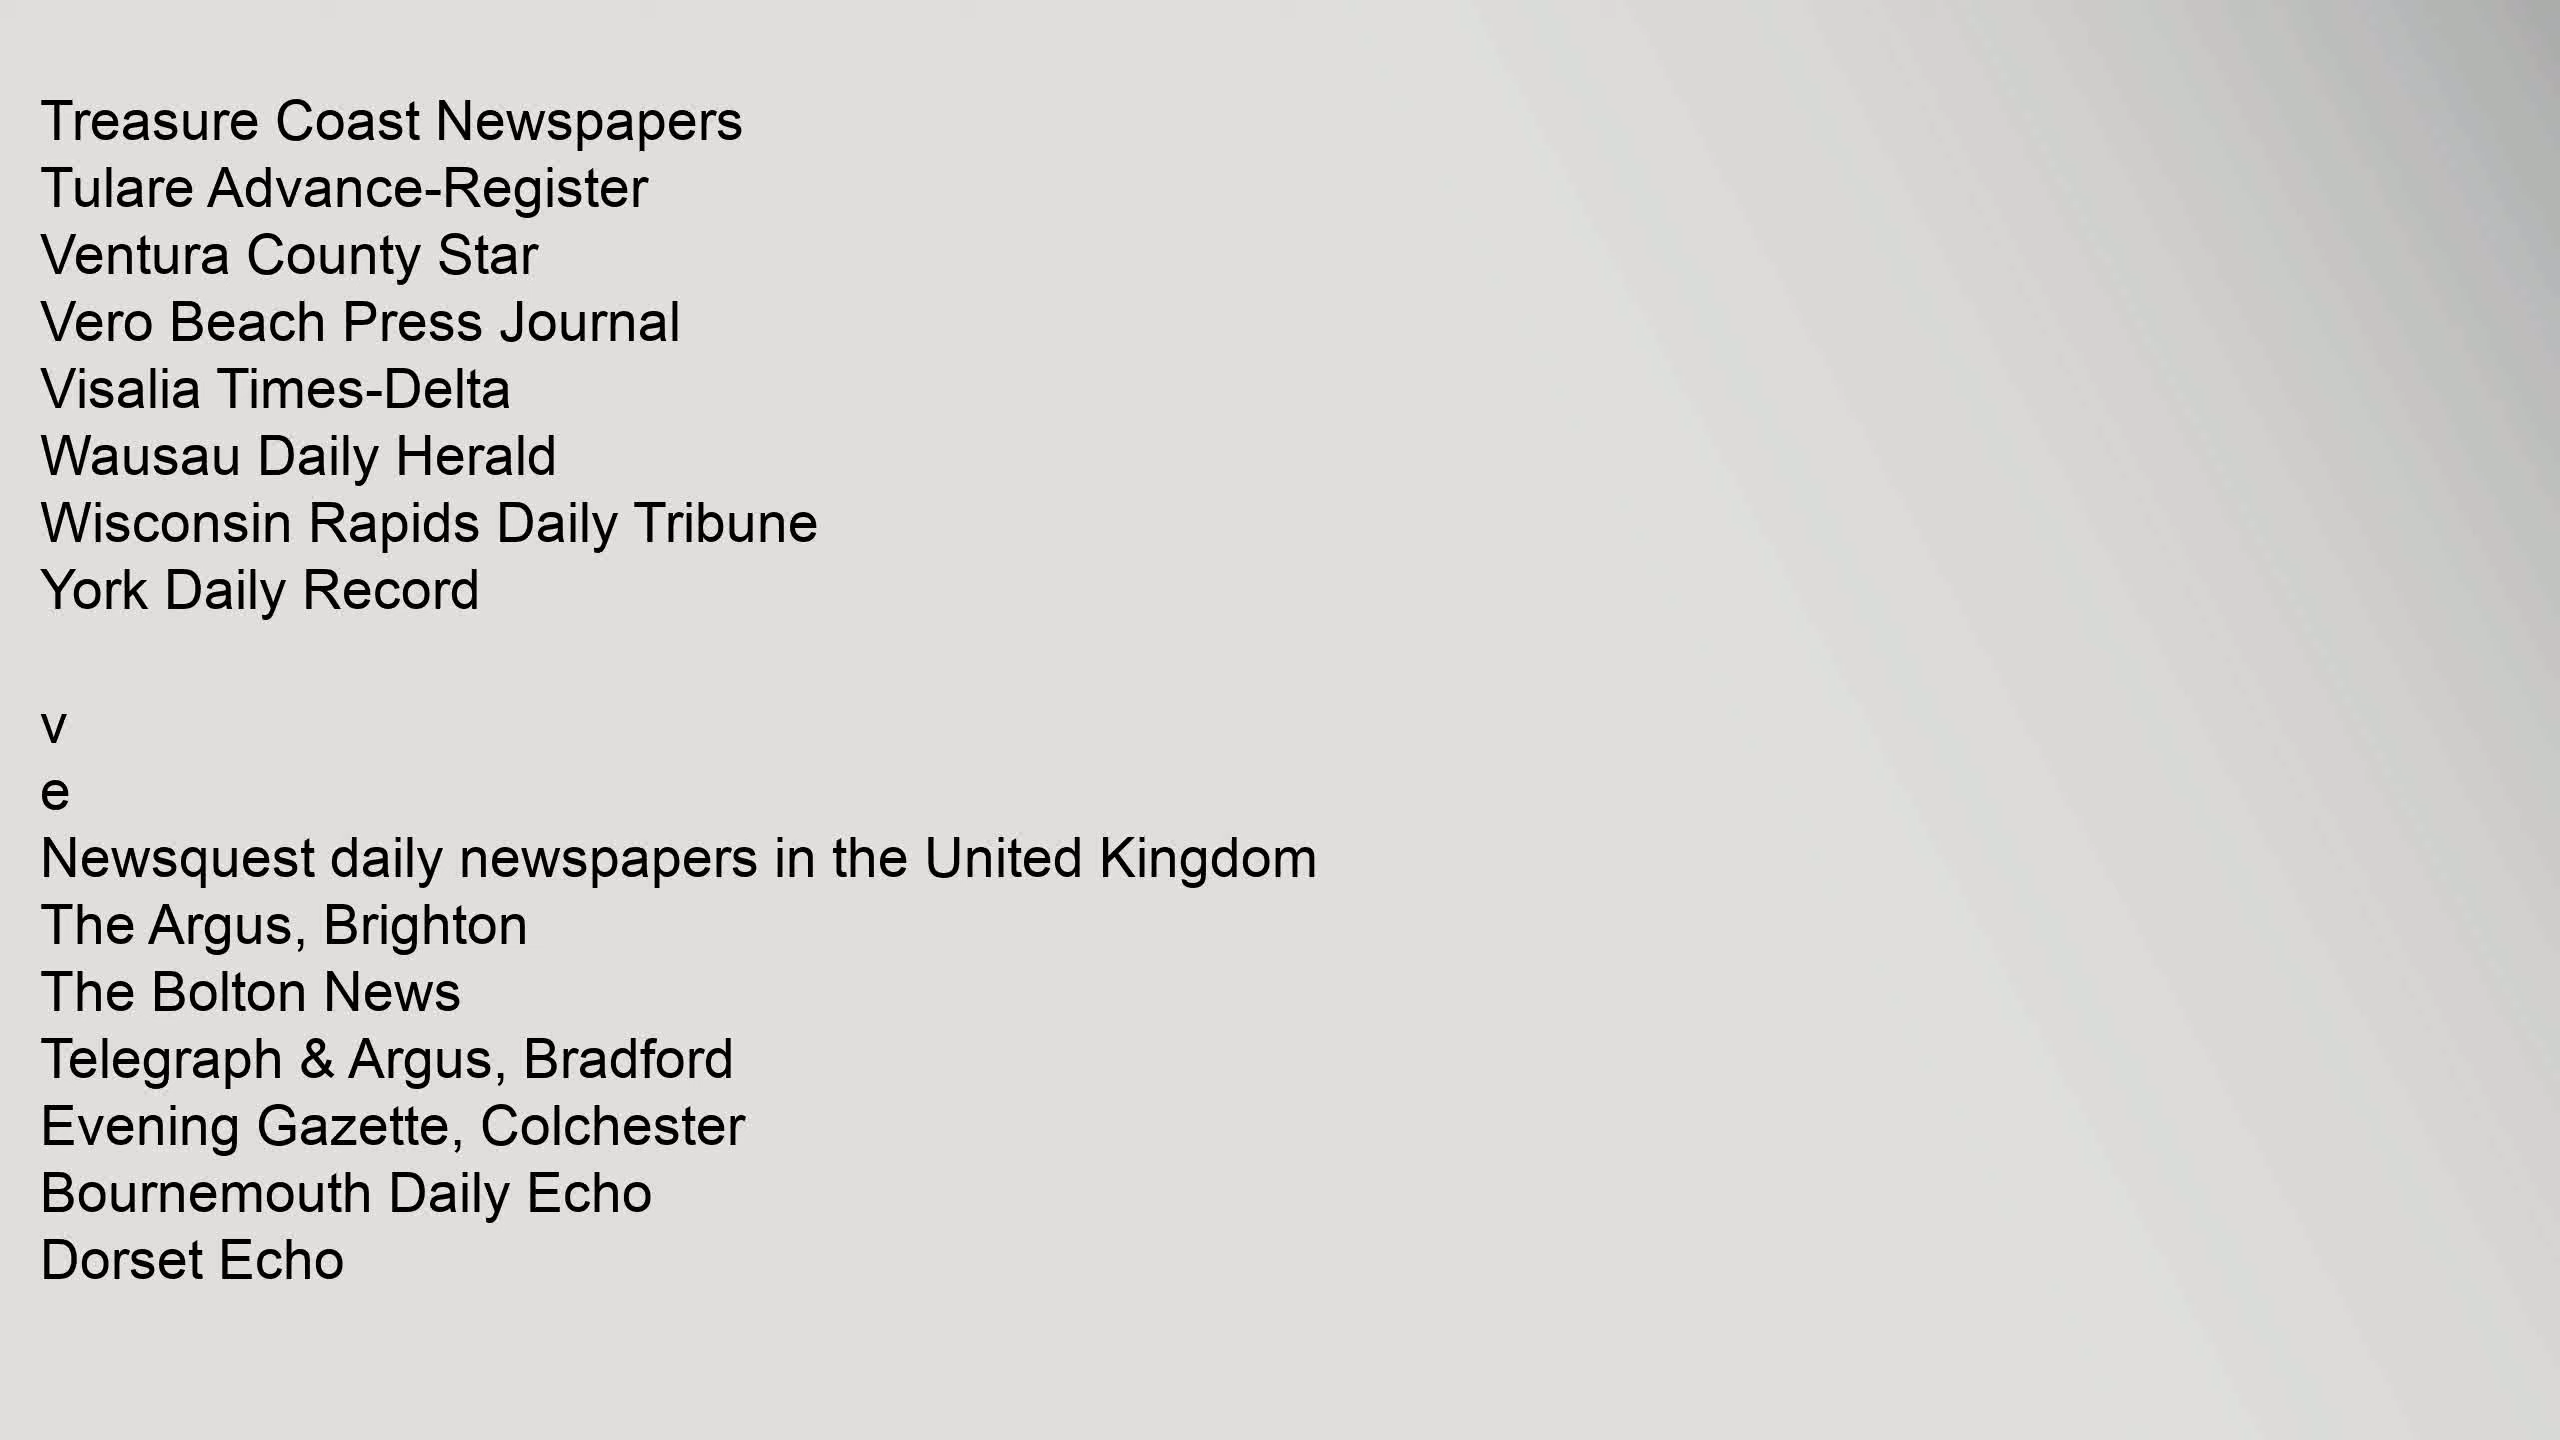 Treasure Coast Newspapers
Tulare Advance-Register
Ventura County Star
Vero Beach Press Journal
Visalia Times-Delta
Wausau Daily Herald
Wisconsin Rapids Daily Tribune
York Daily Record
v
e
Newsquest daily newspapers in the United Kingdom
The Argus, Brighton
The Bolton News
Telegraph & Argus, Bradford
Evening Gazette, Colchester
Bournemouth Daily Echo
Dorset Echo